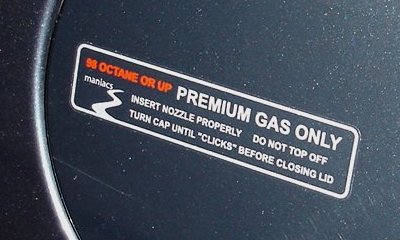 98 OCTANE OR UP PREMIUM GAS ONLY
maniacs
INSERT NOZZLE PROPERLY DO NOT TOP OFF
TURN CAP UNTIL "CLICKS" BEFORE CLOSING LID